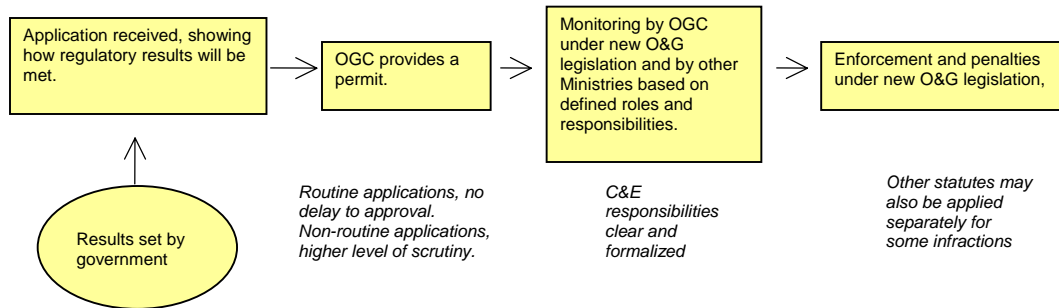 Application received, showing
how regulatory results will be
met.
OGC provides a
permit.
Monitoring by OGC
under new O&G
legislation and by other
Ministries based on
defined roles and
responsibilities.
Enforcement and penalties
under new O&G legislation,
Results set by
government
Routine applications, no
delay to approval.
Non-routine applications,
higher level of scrutiny.
C&E
responsibilities
clear and
formalized
Other statutes may
also be applied
separately for
some infractions